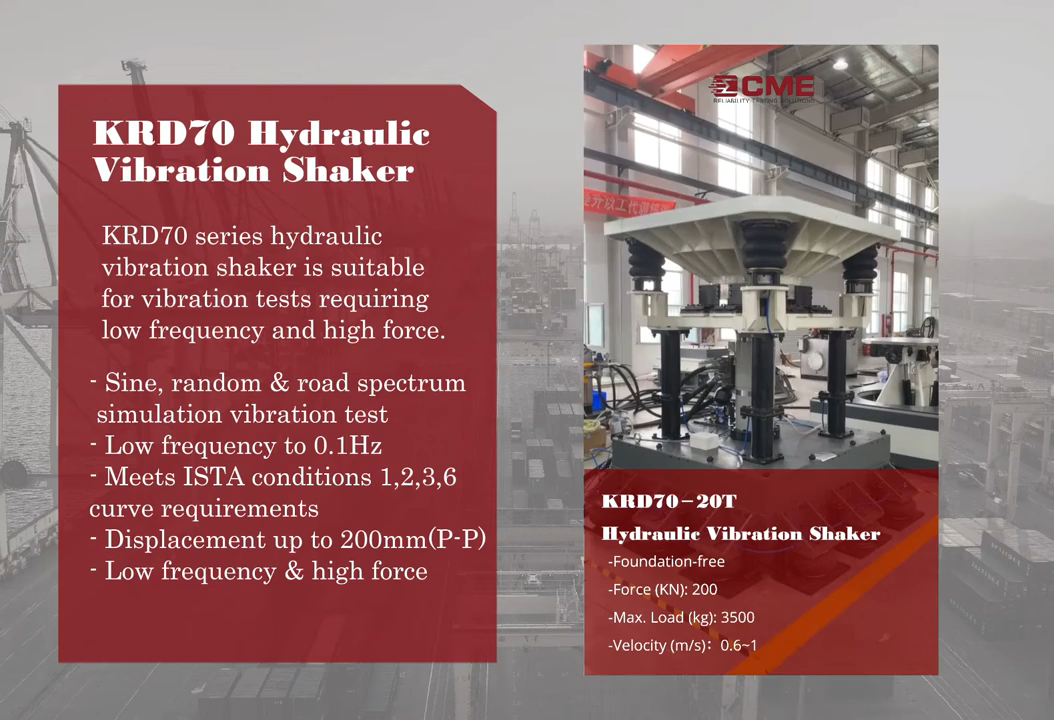 KRD70 Hydraulic
Vibration Shaker
KRD70 series hydraulic
vibration shaker is suitable
for vibration tests requiring
low frequency and high force.
- Sine, random & road spectrum
simulation vibration test
- Low frequency to 0.1Hz
- Meets ISTA conditions 1,2,3,6
curve requirements
- Displacement up to 200mm(P-P)
- Low frequency & high force
CME
RELIABILITY TESTING SOLUTIONS
KRD70-20T
Hydraulic Vibration Shaker
-Foundation-free
-Force (KN): 200
-Max. Load (kg): 3500
-Velocity (m/s)：0.6~1